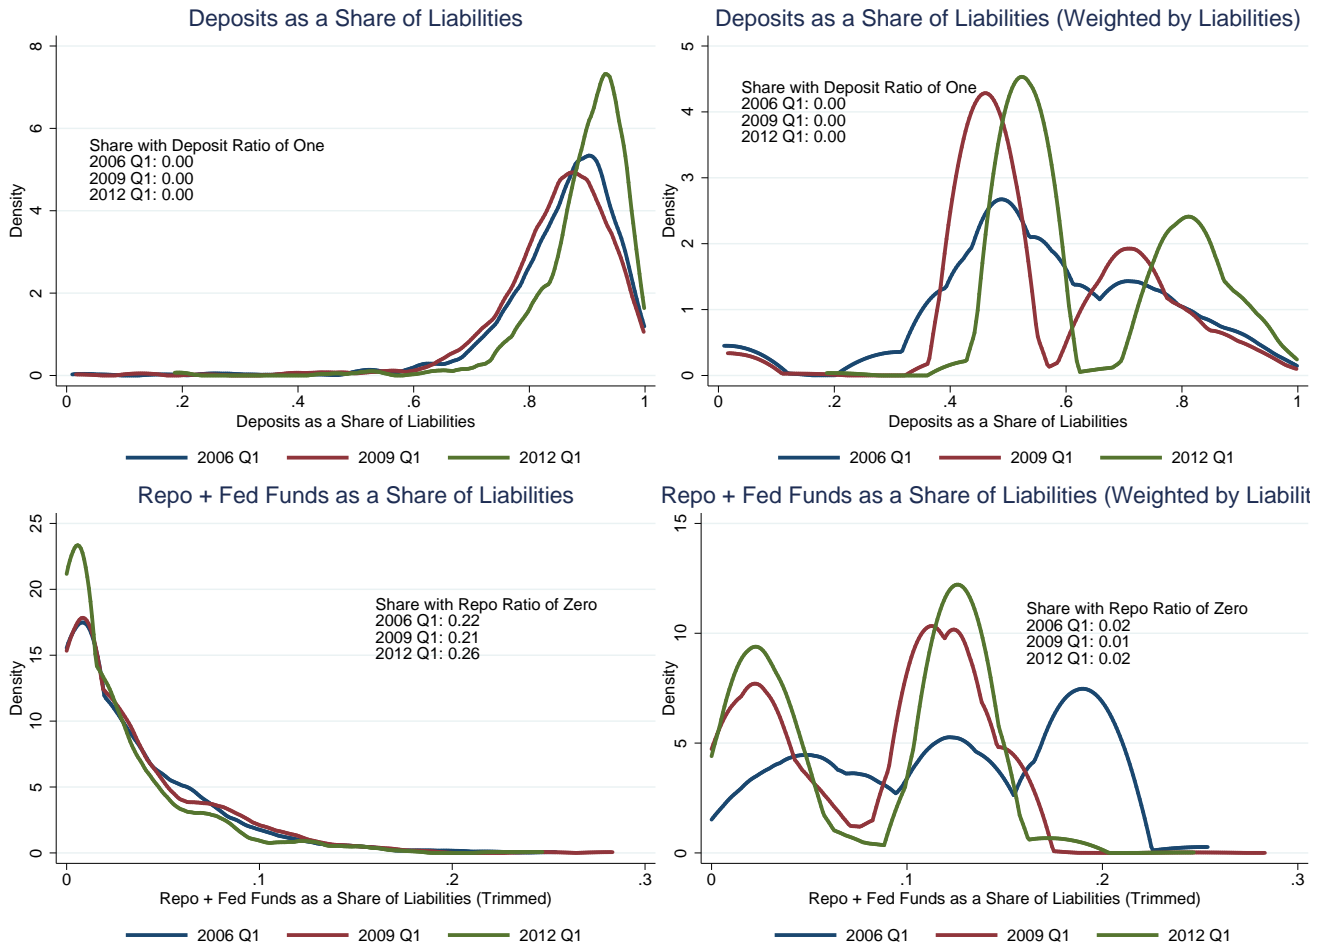 Deposits as a Share of Liabilities
8
6
4
2
0
Density
Share with Deposit Ratio of One
2006 Q1: 0.00
2009 Q1: 0.00
2012 Q1: 0.00
0 .2 .4 .6 .8 1
Deposits as a Share of Liabilities
2006 Q1 2009 Q1 2012 Q1
Deposits as a Share of Liabilities (Weighted by Liabilities)
5
4
3
2
1
0
Density
Share with Deposit Ratio of One
2006 Q1: 0.00
2009 Q1: 0.00
2012 Q1: 0.00
0 .2 .4 .6 .8 1
Deposits as a Share of Liabilities
2006 Q1 2009 Q1 2012 Q1
Repo + Fed Funds as a Share of Liabilities
25
20
15
10
5
0
Density
Share with Repo Ratio of Zero
2006 Q1: 0.22
2009 Q1: 0.21
2012 Q1: 0.26
0 .1 .2 .3
Repo + Fed Funds as a Share of Liabilities (Trimmed)
2006 Q1 2009 Q1 2012 Q1
Repo + Fed Funds as a Share of Liabilities (Weighted by Liabilit
15
10
5
0
Density
Share with Repo Ratio of Zero
2006 Q1: 0.02
2009 Q1: 0.01
2012 Q1: 0.02
0 .1 .2 .3
Repo + Fed Funds as a Share of Liabilities (Trimmed)
2006 Q1 2009 Q1 2012 Q1